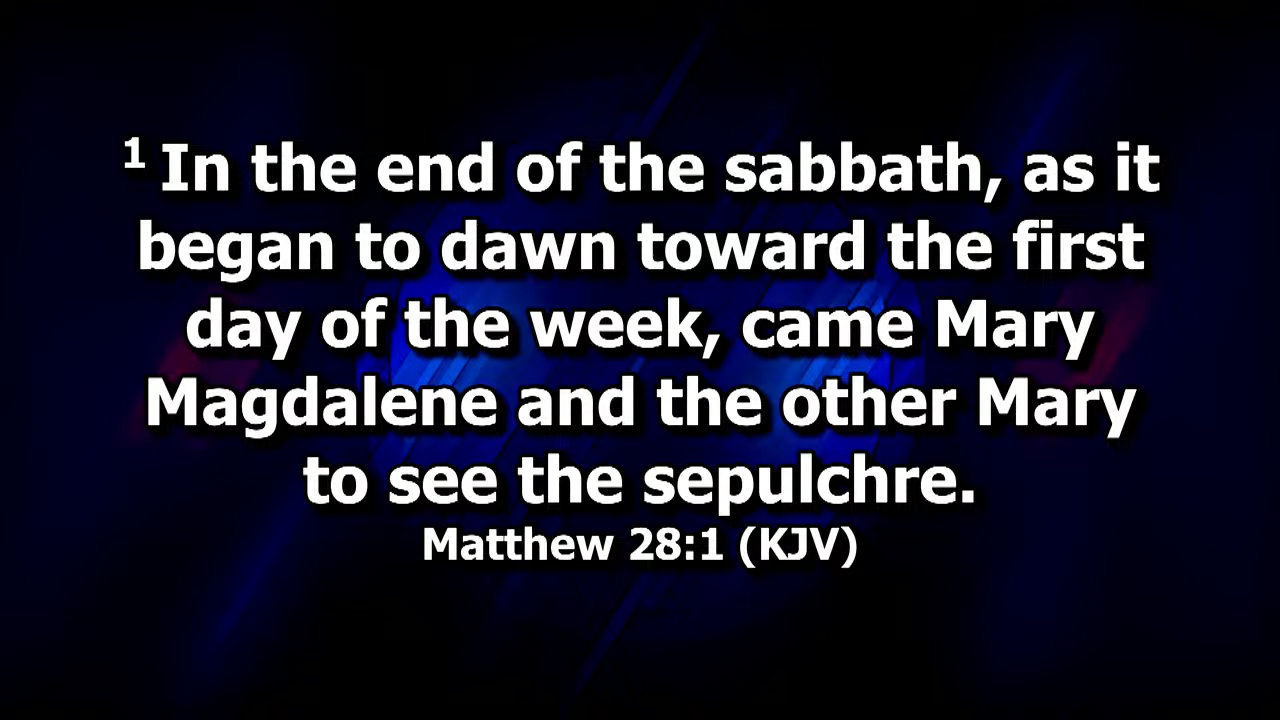 1 In the end of the sabbath, as it
began to dawn toward the first
day of the week, came Mary
Magdalene and the other Mary
to see the sepulchre.
Matthew 28:1 (KJV)